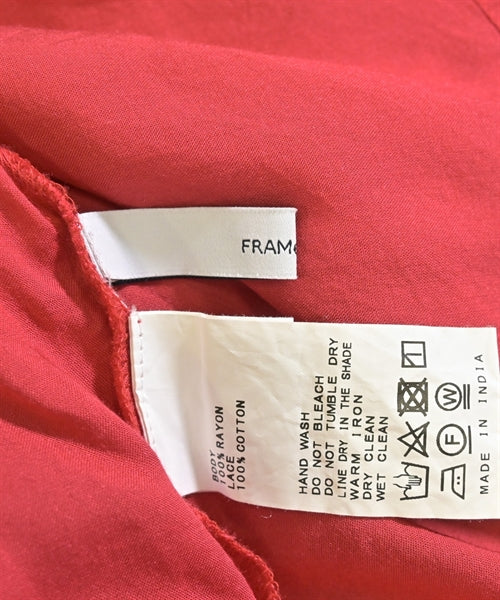 FRAMe
BODY
100% RAYON
LACE
100% COTTON
HAND WASH
DO NOT BLEACH
DO NOT TUMBLE DRY
LINE DRY IN THE SHADE
WARM IRON
DRY CLEAN
WET CLEAN
F
W
MADE IN INDIA